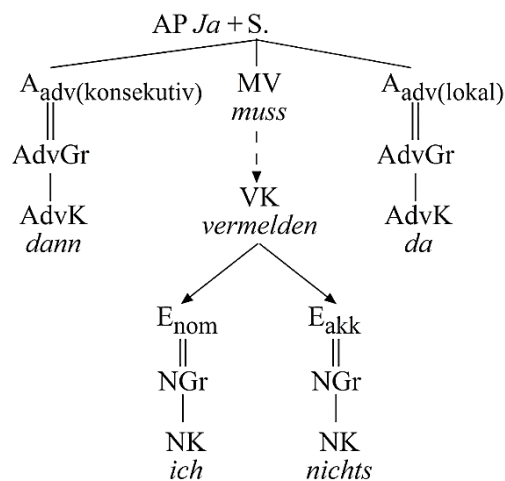 AP Ja + S.
Aadv(konsekutiv) MV Aadv(lokal)
muss
AdvGr AdvGr
VK
AdvK vermelden AdvK
dann da
Enom Eakk
NGr NGr
NK NK
ich nichts